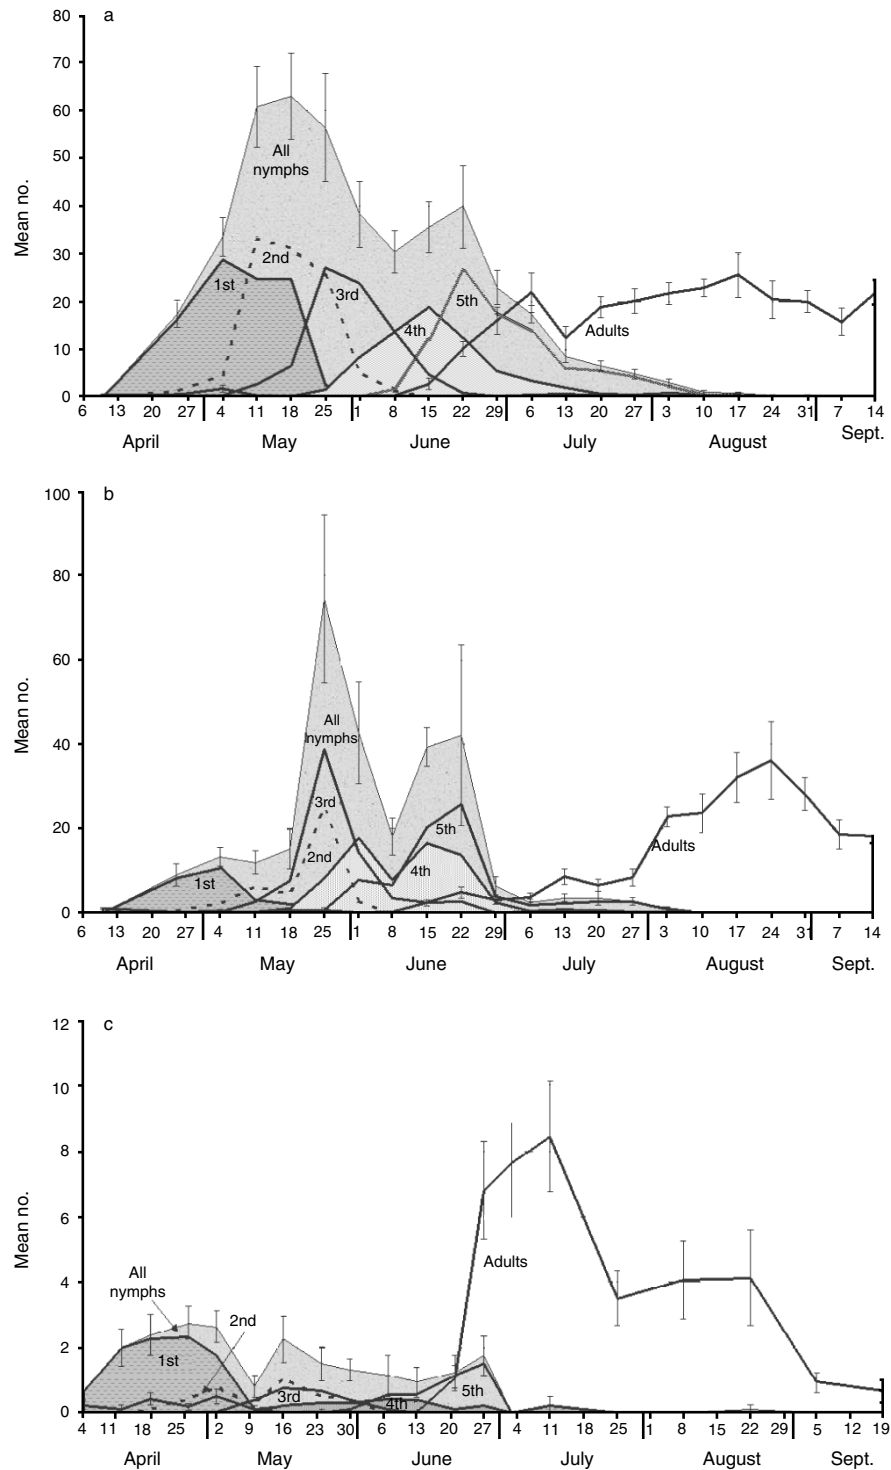 a
80
70
60
50
40
30
20
10
0
Mean no.
All
nymphs
1st
2nd
3rd
4th
5th
Adults
6 13 20 27 4 11 18 25 1 8 15 22 29 6 13 20 27 3 10 17 24 31 7 14
April May June July August Sept.
b
100
80
60
40
20
0
Mean no.
All
nymphs
1st
3rd
2nd
5th
4th
Adults
6 13 20 27 4 11 18 25 1 8 15 22 29 6 13 20 27 3 10 17 24 31 7 14
April May June July August Sept.
c
12
10
8
6
4
2
0
Mean no.
All
nymphs
2nd
1st
3rd
4th
5th
Adults
4 11 18 25 2 9 16 23 30 6 13 20 27 4 11 18 25 1 8 15 22 29 5 12 19
April May June July August Sept.